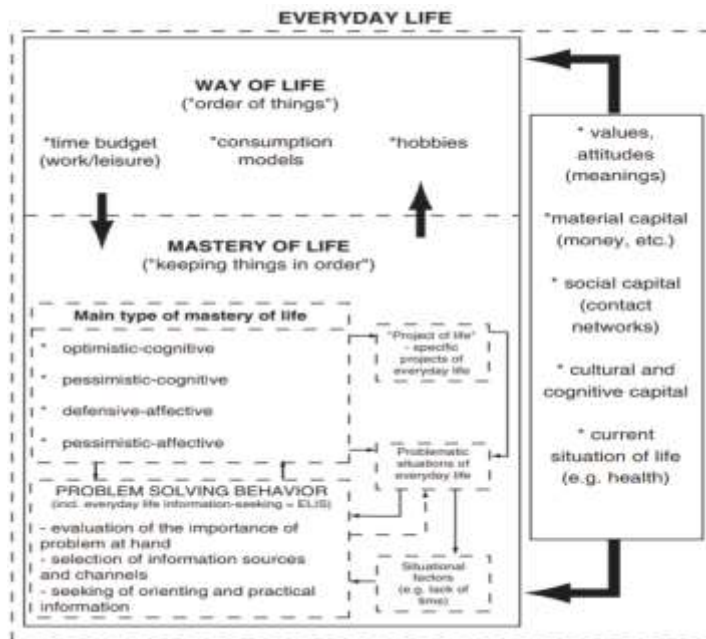 EVERYDAY LIFE
WAY OF LIFE
("order of things")
*time budget
(work/leisure)
*consumption
models
*hobbies
MASTERY OF LIFE
("keeping things in order")
Main type of mastery of life
* optimistic-cognitive
* pessimistic-cognitive
* defensive-affective
* pessimistic-affective
"Project of life"
- specific
projects of
everyday life
Problematic
situations of
everyday life
PROBLEM SOLVING BEHAVIOR
(incl. everyday life information-seeking = ELIS)
- evaluation of the importance of
problem at hand
- selection of information sources
and channels
- seeking of orienting and practical
information
Situational
factors
(e.g. lack of
time)
* values,
attitudes
(meanings)
*material capital
(money, etc.)
* social capital
(contact
networks)
* cultural and
cognitive capital
* current
situation of life
(e.g. health)